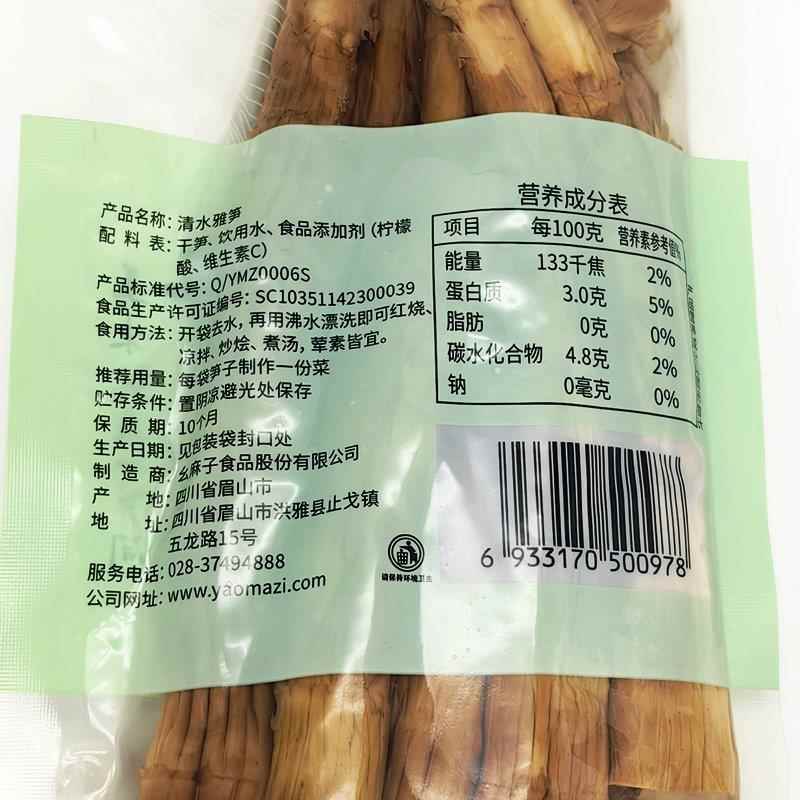 产品名称：清水雅笋
配料表：干笋、饮用水、食品添加剂（柠檬
酸、维生素C）
产品标准代号：Q/YMZ0006S
食品生产许可证编号：SC10351142300039
食用方法：开袋去水，再用沸水漂洗即可红烧、
凉拌、炒烩、煮汤，荤素皆宜。
推荐用量：每袋笋子制作一份菜
贮存条件：置阴凉避光处保存
保质期：10个月
生产日期：见包装袋封口处
制造商：幺麻子食品股份有限公司
产地：四川省眉山市
地址：四川省眉山市洪雅县止戈镇
五龙路15号
服务电话：028-37494888
公司网址：www.yaomazi.com
营养成分表
项目 每100克 营养素参考值%
能量 133千焦 2%
蛋白质 3.0克 5%
脂肪 0克 0%
碳水化合物 4.8克 2%
钠 0毫克 0%
请保持环境卫生
6 933170 500978